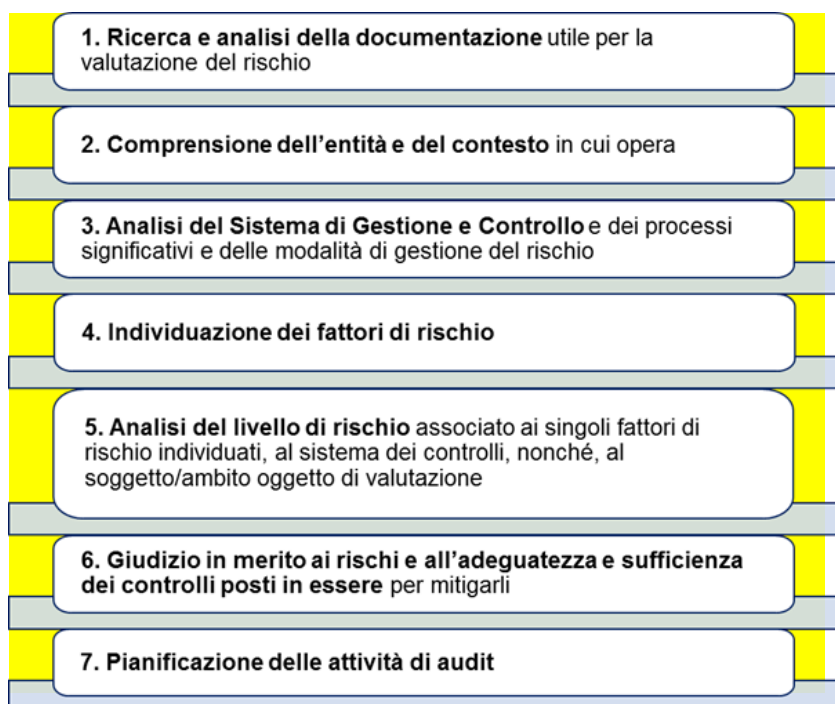 1. Ricerca e analisi della documentazione utile per la
valutazione del rischio
2. Comprensione dell'entità e del contesto in cui opera
3. Analisi del Sistema di Gestione e Controllo e dei processi
significativi e delle modalità di gestione del rischio
4. Individuazione dei fattori di rischio
5. Analisi del livello di rischio associato ai singoli fattori di
rischio individuati, al sistema dei controlli, nonché, al
soggetto/ambito oggetto di valutazione
6. Giudizio in merito ai rischi e all'adeguatezza e sufficienza
dei controlli posti in essere per mitigarli
7. Pianificazione delle attività di audit